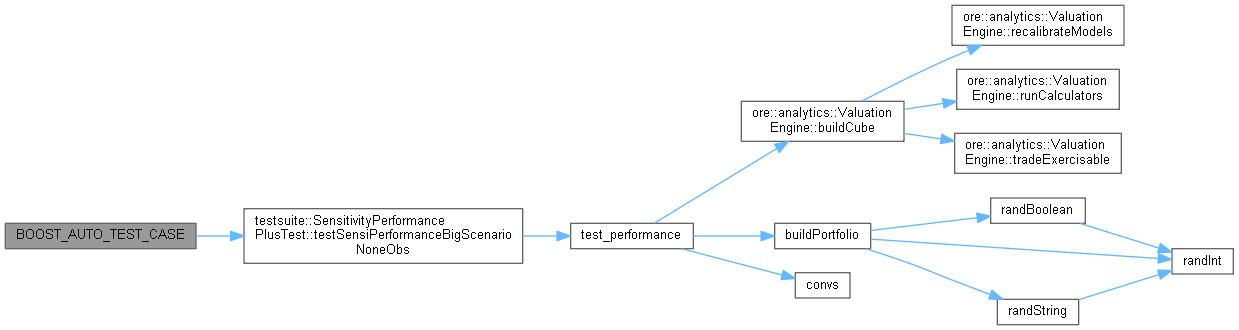 BOOST_AUTO_TEST_CASE
testsuite::SensitivityPerformance
PlusTest::testSensiPerformanceBigScenario
NoneObs
test_performance
ore::analytics::Valuation
Engine::buildCube
ore::analytics::Valuation
Engine::recalibrateModels
ore::analytics::Valuation
Engine::runCalculators
ore::analytics::Valuation
Engine::tradeExercisable
buildPortfolio
convs
randBoolean
randString
randInt